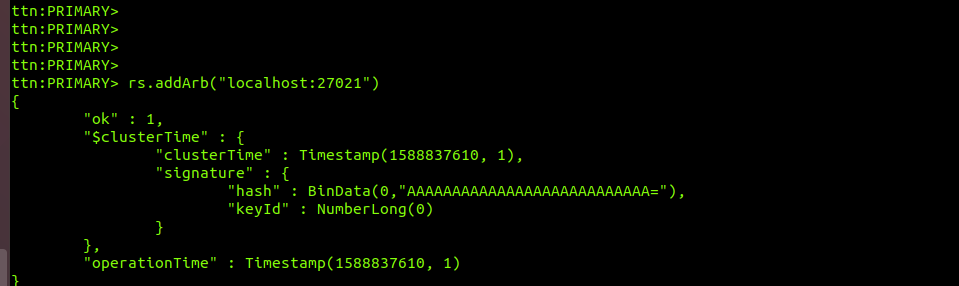 ttn:PRIMARY>
ttn:PRIMARY>
ttn:PRIMARY>
ttn:PRIMARY>
ttn:PRIMARY> rs.addArb("localhost:27021")
{
        "ok" : 1,
        "$clusterTime" : {
                "clusterTime" : Timestamp(1588837610, 1),
                "signature" : {
                        "hash" : BinData(0,"AAAAAAAAAAAAAAAAAAAAAAAAAAA="),
                        "keyId" : NumberLong(0)
                }
        },
        "operationTime" : Timestamp(1588837610, 1)
}